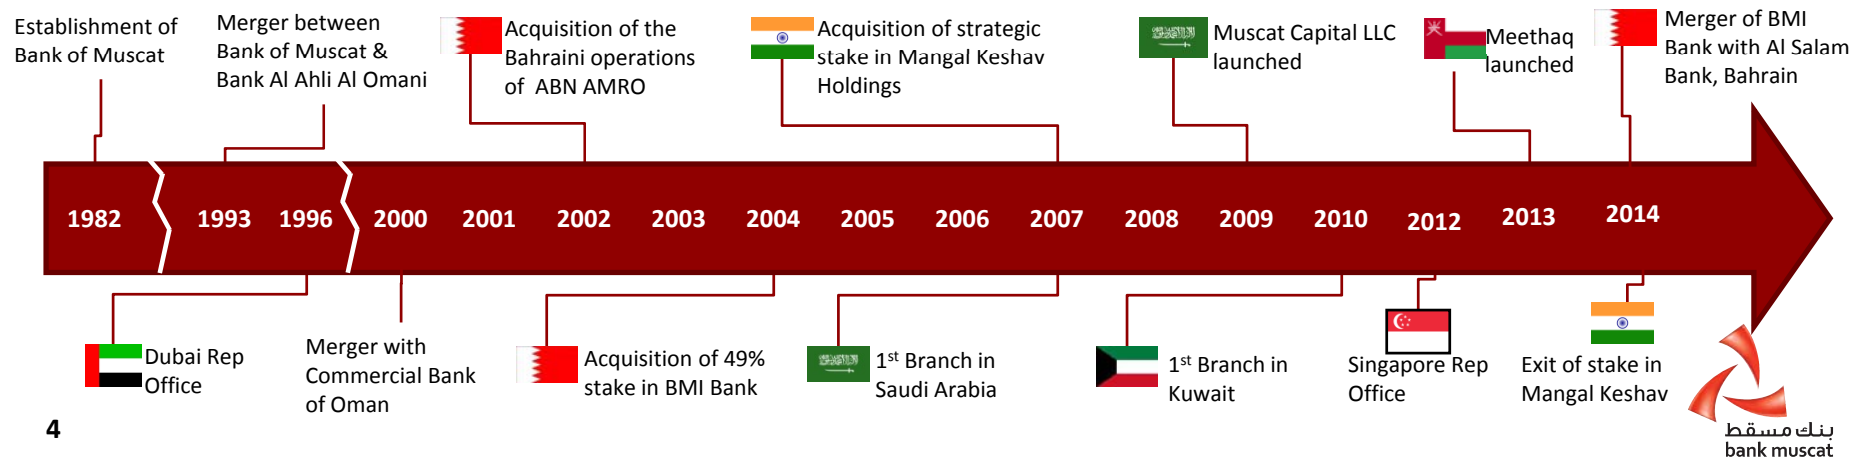 Establishment of
Bank of Muscat
Merger between
Bank of Muscat &
Bank Al Ahli Al Omani
Acquisition of the
Bahraini operations
of ABN AMRO
Acquisition of strategic
stake in Mangal Keshav
Holdings
Muscat Capital LLC
launched
Meethaq
launched
Merger of BMI
Bank with Al Salam
Bank, Bahrain
1982 1993 1996 2000 2001 2002 2003 2004 2005 2006 2007 2008 2009 2010 2012 2013 2014
Dubai Rep
Office
Merger with
Commercial Bank
of Oman
Acquisition of 49%
stake in BMI Bank
1st Branch in
Saudi Arabia
1st Branch in
Kuwait
Singapore Rep
Office
Exit of stake in
Mangal Keshav
بنك مسقط
bank muscat
4